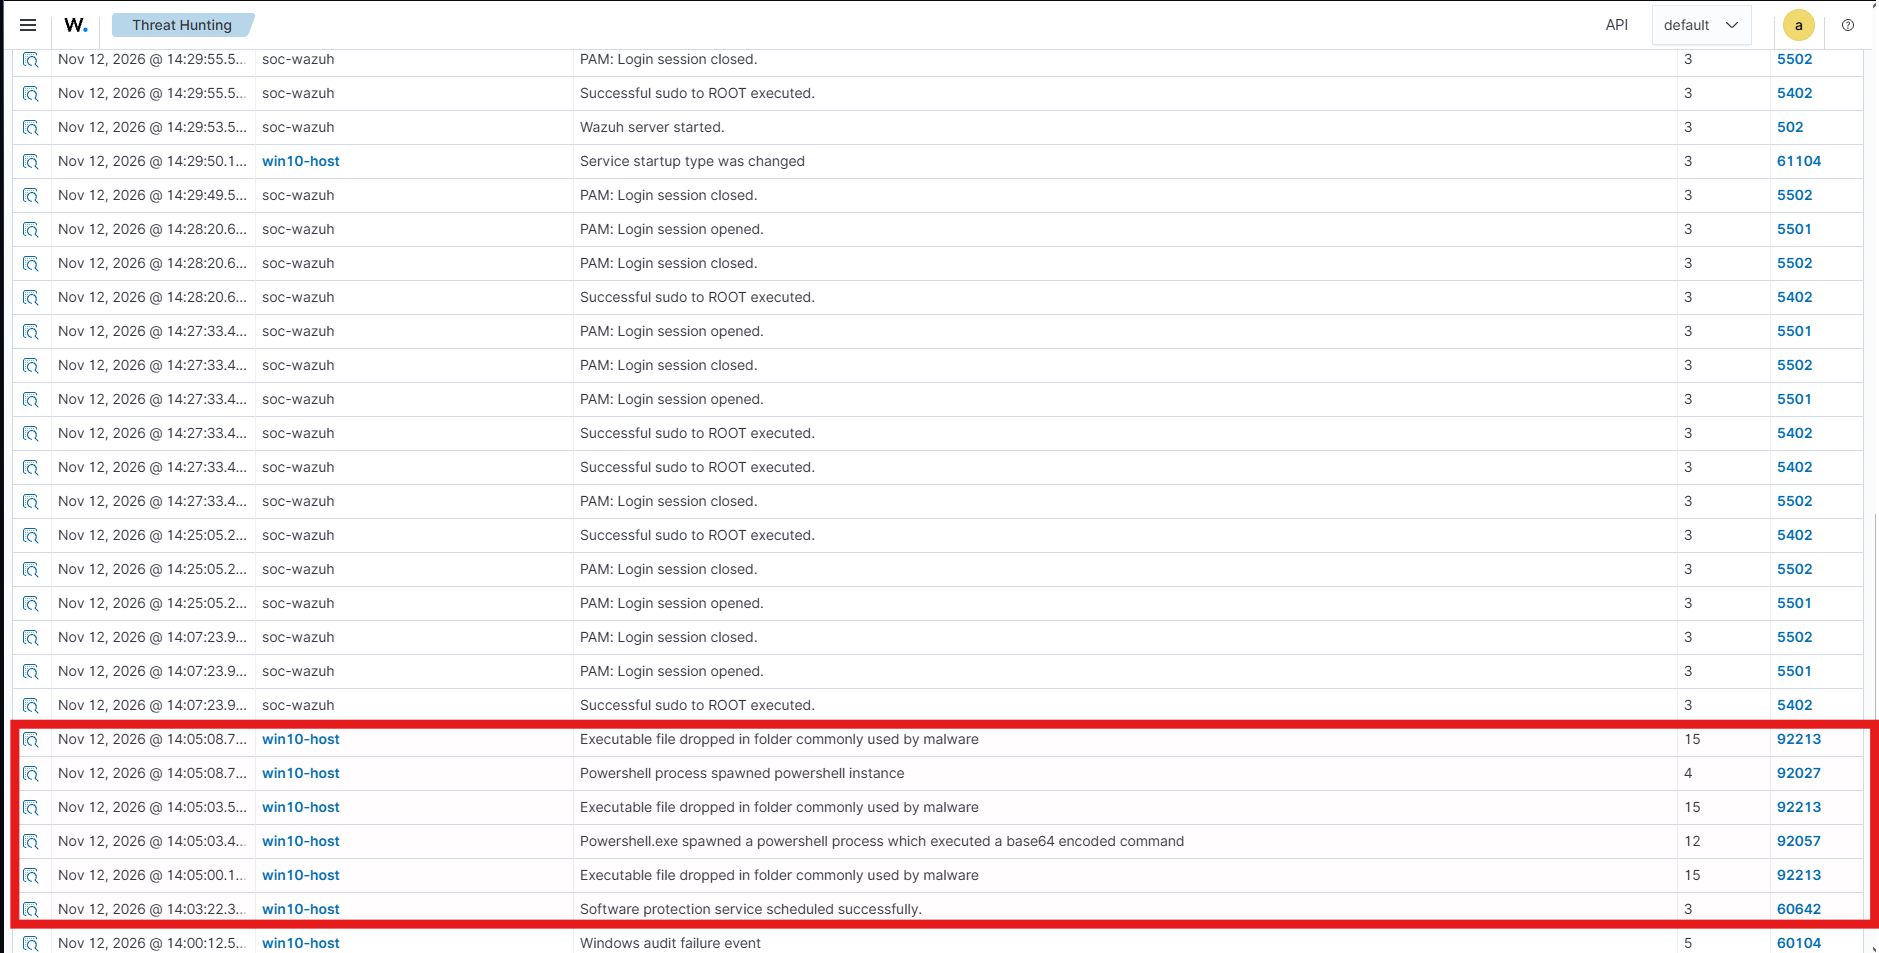 W. Threat Hunting API default a
Nov 12, 2026 @ 14:29:55.5... soc-wazuh PAM: Login session closed. 3 5502
Nov 12, 2026 @ 14:29:55.5... soc-wazuh Successful sudo to ROOT executed. 3 5402
Nov 12, 2026 @ 14:29:53.5... soc-wazuh Wazuh server started. 3 502
Nov 12, 2026 @ 14:29:50.1... win10-host Service startup type was changed 3 61104
Nov 12, 2026 @ 14:29:49.5... soc-wazuh PAM: Login session closed. 3 5502
Nov 12, 2026 @ 14:28:20.6... soc-wazuh PAM: Login session opened. 3 5501
Nov 12, 2026 @ 14:28:20.6... soc-wazuh PAM: Login session closed. 3 5502
Nov 12, 2026 @ 14:28:20.6... soc-wazuh Successful sudo to ROOT executed. 3 5402
Nov 12, 2026 @ 14:27:33.4... soc-wazuh PAM: Login session opened. 3 5501
Nov 12, 2026 @ 14:27:33.4... soc-wazuh PAM: Login session closed. 3 5502
Nov 12, 2026 @ 14:27:33.4... soc-wazuh PAM: Login session opened. 3 5501
Nov 12, 2026 @ 14:27:33.4... soc-wazuh Successful sudo to ROOT executed. 3 5402
Nov 12, 2026 @ 14:27:33.4... soc-wazuh Successful sudo to ROOT executed. 3 5402
Nov 12, 2026 @ 14:27:33.4... soc-wazuh PAM: Login session closed. 3 5502
Nov 12, 2026 @ 14:25:05.2... soc-wazuh Successful sudo to ROOT executed. 3 5402
Nov 12, 2026 @ 14:25:05.2... soc-wazuh PAM: Login session closed. 3 5502
Nov 12, 2026 @ 14:25:05.2... soc-wazuh PAM: Login session opened. 3 5501
Nov 12, 2026 @ 14:07:23.9... soc-wazuh PAM: Login session closed. 3 5502
Nov 12, 2026 @ 14:07:23.9... soc-wazuh PAM: Login session opened. 3 5501
Nov 12, 2026 @ 14:07:23.9... soc-wazuh Successful sudo to ROOT executed. 3 5402
Nov 12, 2026 @ 14:05:08.7... win10-host Executable file dropped in folder commonly used by malware 15 92213
Nov 12, 2026 @ 14:05:08.7... win10-host Powershell process spawned powershell instance 4 92027
Nov 12, 2026 @ 14:05:03.5... win10-host Executable file dropped in folder commonly used by malware 15 92213
Nov 12, 2026 @ 14:05:03.4... win10-host Powershell.exe spawned a powershell process which executed a base64 encoded command 12 92057
Nov 12, 2026 @ 14:05:00.1... win10-host Executable file dropped in folder commonly used by malware 15 92213
Nov 12, 2026 @ 14:03:22.3... win10-host Software protection service scheduled successfully. 3 60642
Nov 12, 2026 @ 14:00:12.5... win10-host Windows audit failure event 5 60104